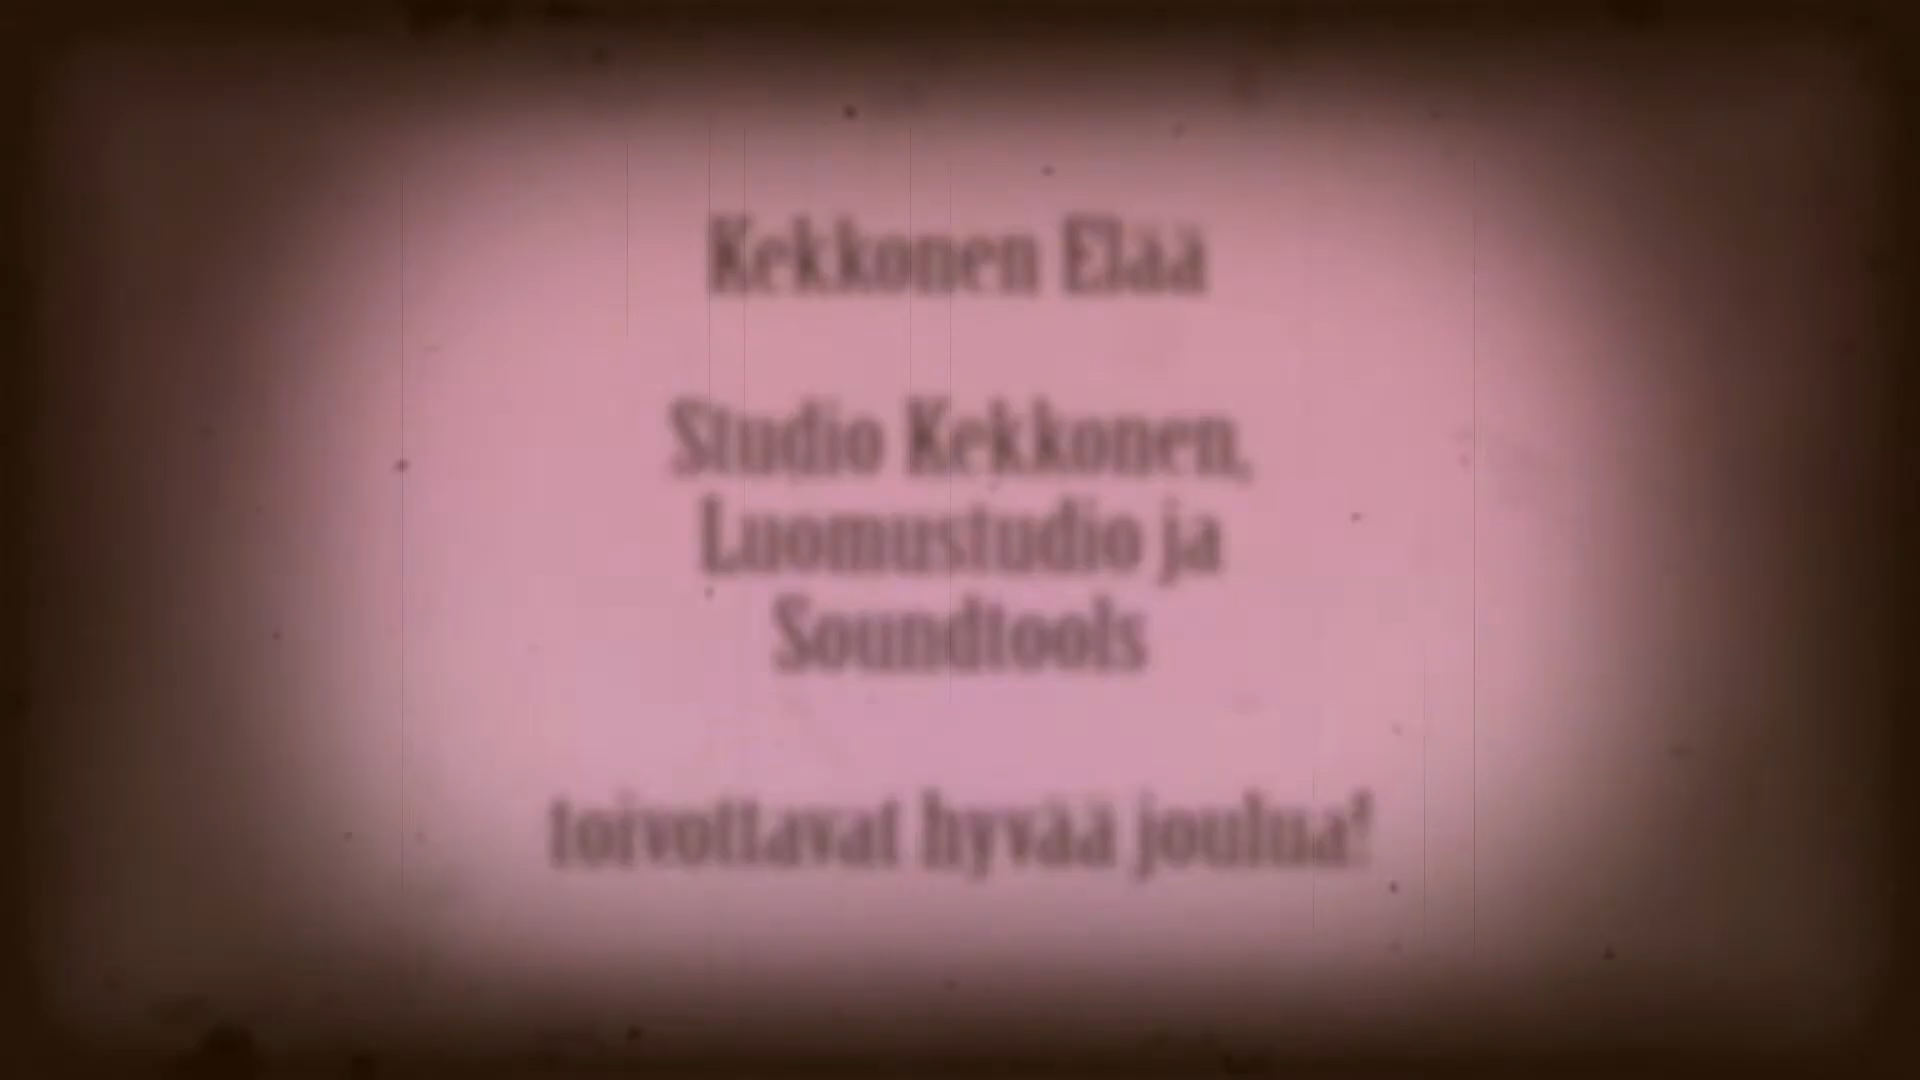 Kekkonen Elää
Studio Kekkonen,
Luomustudio ja
Soundtools
toivottavat hyvää joulua!